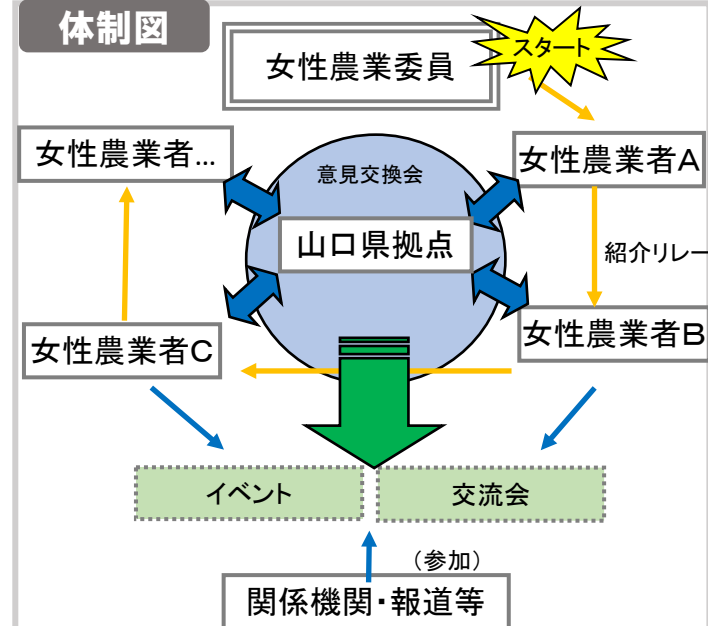 体制図
女性農業委員
スタート
女性農業者…
意見交換会
女性農業者A
山口県拠点
紹介リレー
女性農業者C
女性農業者B
イベント
交流会
（参加）
関係機関・報道等